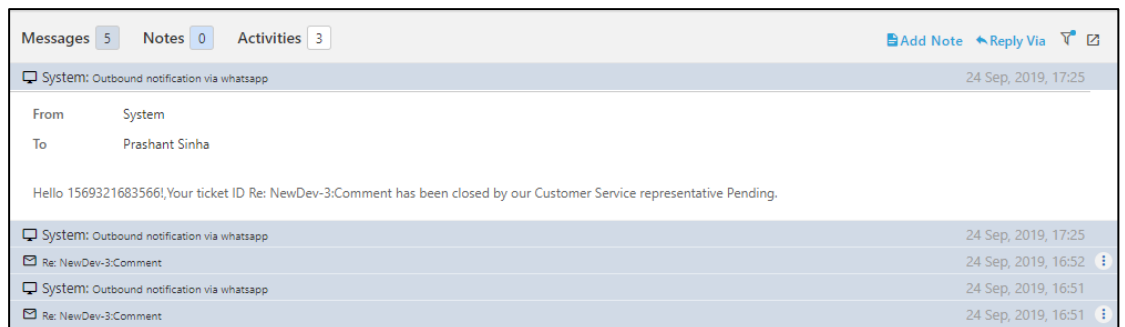 Messages 5 Notes 0 Activities 3 Add Note Reply Via
System: Outbound notification via whatsapp 24 Sep, 2019, 17:25
From System
To Prashant Sinha
Hello 1569321683566!,Your ticket ID Re: NewDev-3:Comment has been closed by our Customer Service representative Pending.
System: Outbound notification via whatsapp 24 Sep, 2019, 17:25
Re: NewDev-3:Comment 24 Sep, 2019, 16:52
System: Outbound notification via whatsapp 24 Sep, 2019, 16:51
Re: NewDev-3:Comment 24 Sep, 2019, 16:51